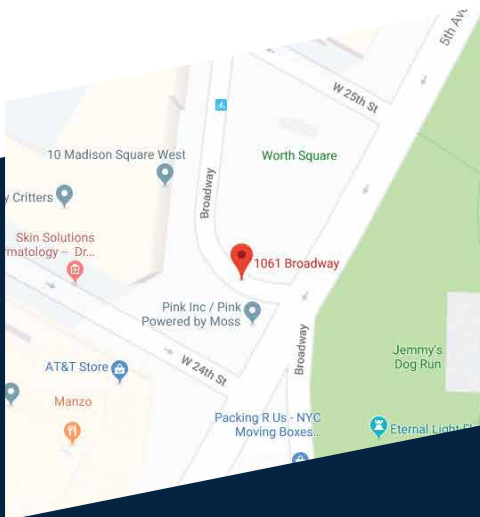 5th Ave
W 25th St
10 Madison Square West
Worth Square
Broadway
y Critters
Skin Solutions
rmatology – Dr...
1061 Broadway
Pink Inc / Pink
Powered by Moss
Broadway
Jemmy's
Dog Run
AT&T Store
W 24th St
Manzo
Packing R Us - NYC
Moving Boxes...
Eternal Light